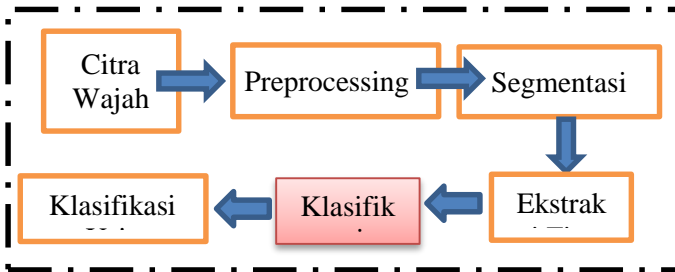 Citra
Wajah
Preprocessing
Segmentasi
Ekstrak
Klasifik
Klasifikasi